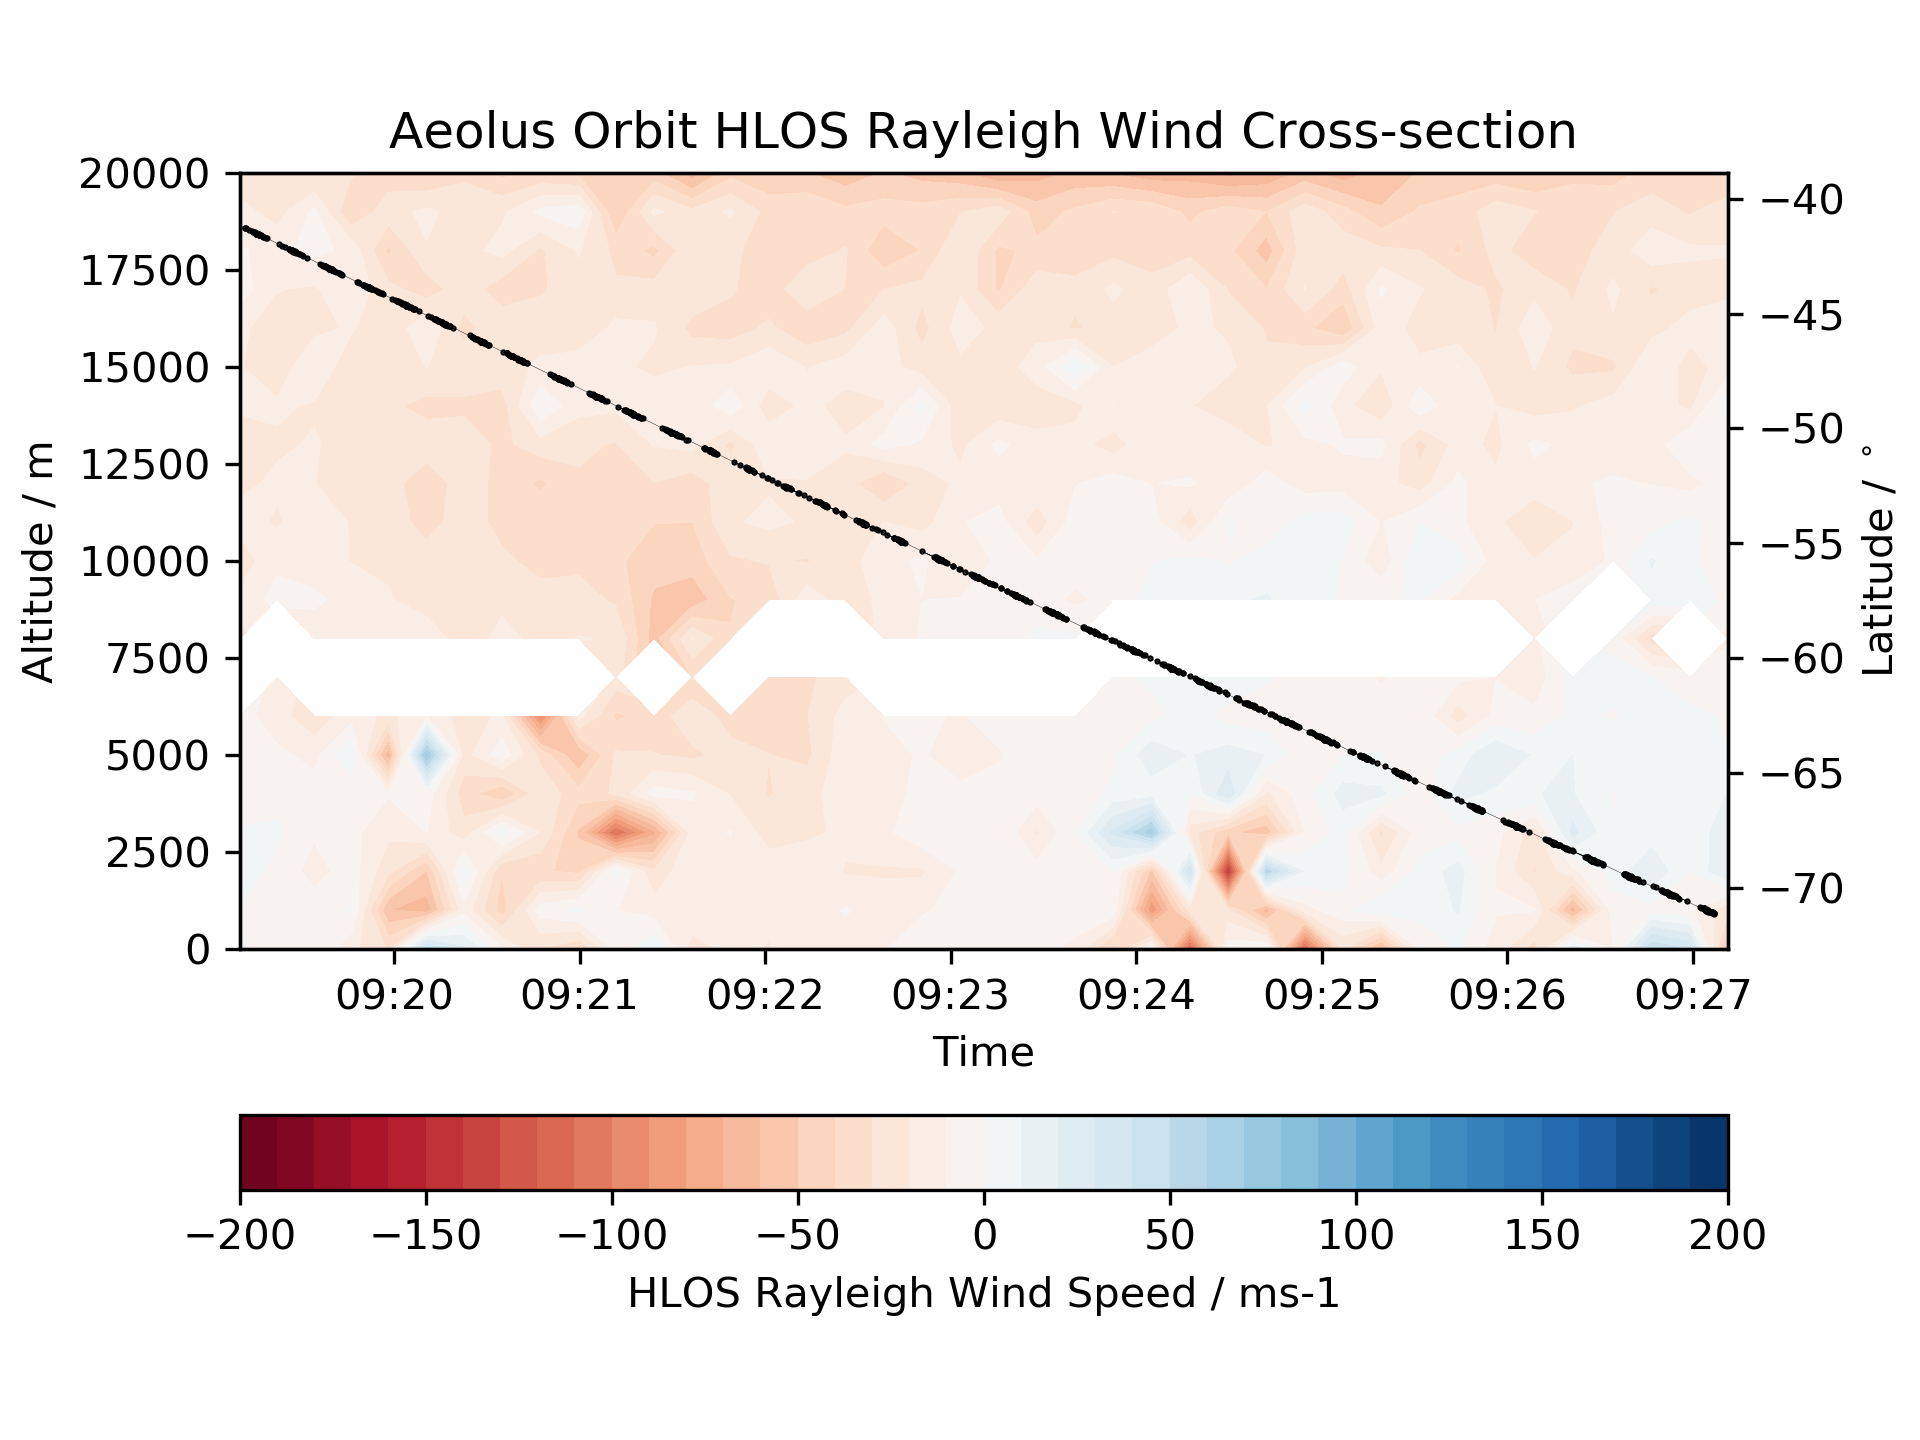 Aeolus Orbit HLOS Rayleigh Wind Cross-section
20000
17500
15000
12500
10000
7500
5000
2500
0
Altitude / m
−40
−45
−50
−55
−60
−65
−70
Latitude / °
09:20 09:21 09:22 09:23 09:24 09:25 09:26 09:27
Time
−200 −150 −100 −50 0 50 100 150 200
HLOS Rayleigh Wind Speed / ms-1